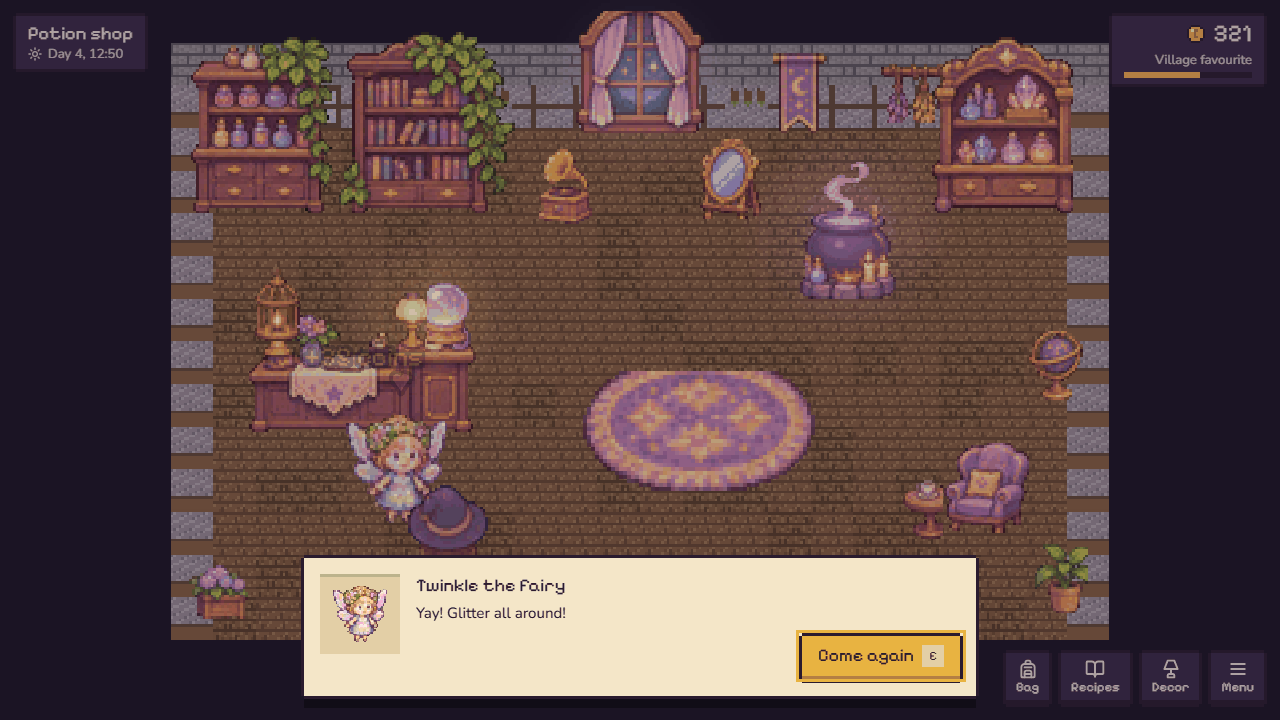 Potion shop
Day 4, 12:50
321
Village favourite
Twinkle the Fairy
Yay! Glitter all around!
Come again E
Bag
Recipes
Decor
Menu